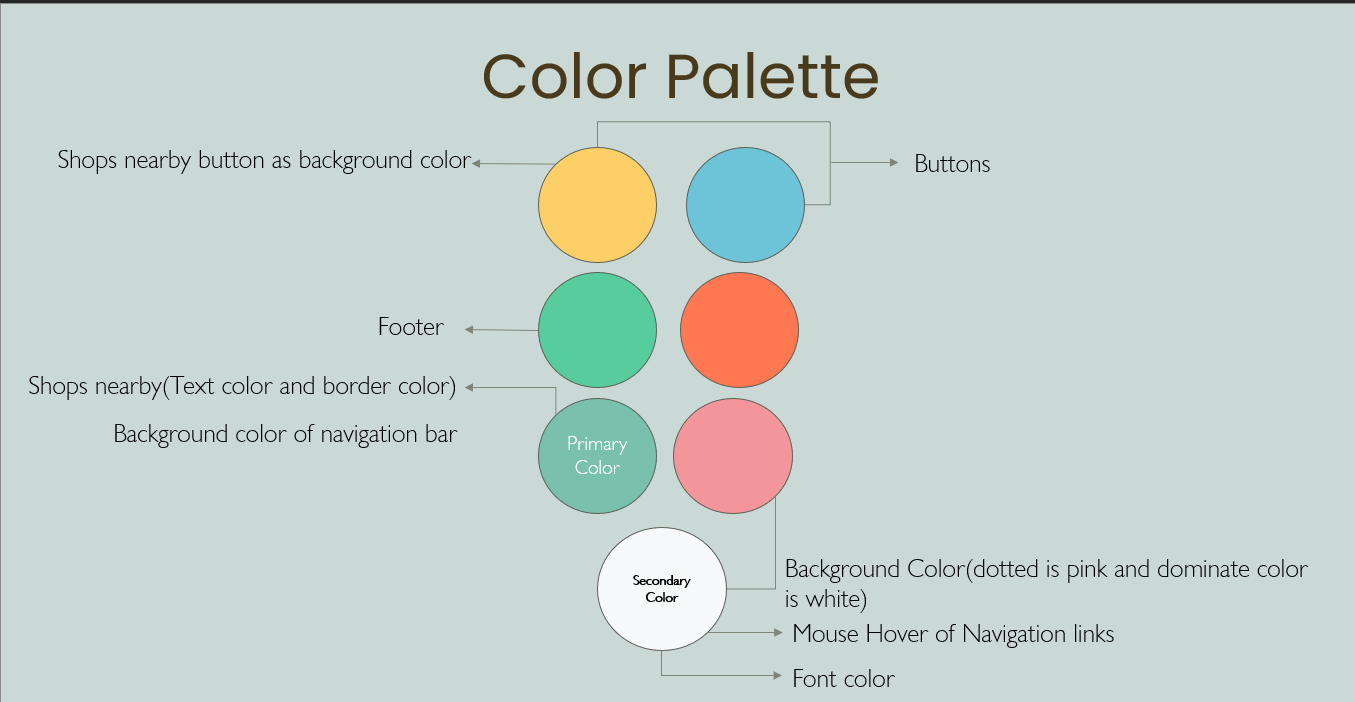 Color Palette
Shops nearby button as background color
Buttons
Footer
Shops nearby(Text color and border color)
Background color of navigation bar
Primary
Color
Secondary
Color
Background Color(dotted is pink and dominate color
is white)
Mouse Hover of Navigation links
Font color